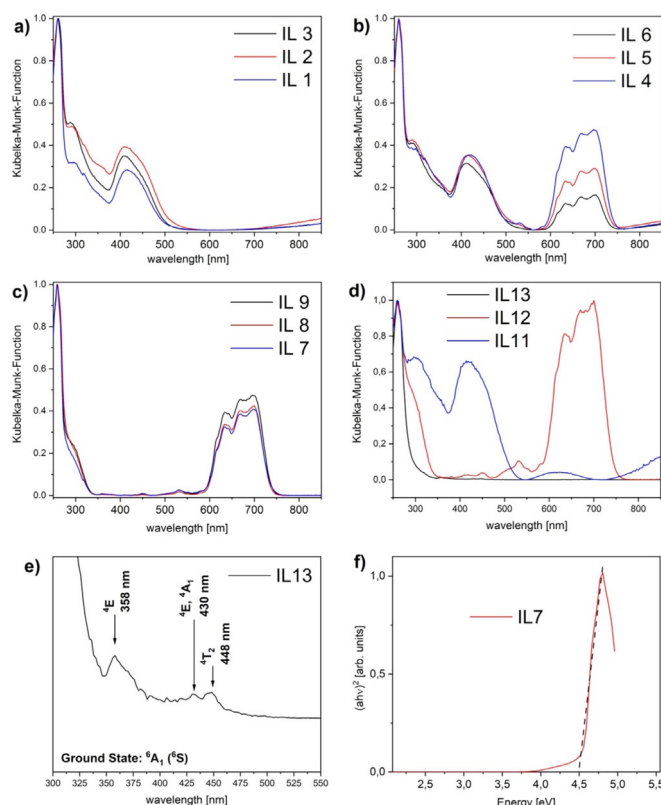 a)
IL 3
IL 2
IL 1
Kubelka-Munk-Function
1.0
0.8
0.6
0.4
0.2
0.0
300 400 500 600 700 800
wavelength [nm]
b)
IL 6
IL 5
IL 4
Kubelka-Munk-Function
1.0
0.8
0.6
0.4
0.2
0.0
300 400 500 600 700 800
wavelength [nm]
c)
IL 9
IL 8
IL 7
Kubelka-Munk-Function
1.0
0.8
0.6
0.4
0.2
0.0
300 400 500 600 700 800
wavelength [nm]
d)
IL13
IL12
IL11
Kubelka-Munk-Function
1,0
0,8
0,6
0,4
0,2
0,0
300 400 500 600 700 800
wavelength [nm]
e)
IL13
⁴E
358 nm
⁴E, ⁴A₁
430 nm
⁴T₂
448 nm
Ground State: ⁶A₁ (⁶S)
300 325 350 375 400 425 450 475 500 525 550
wavelength [nm]
f)
IL7
(ahν)² [arb. units]
1,0
0,5
0,0
2,5 3,0 3,5 4,0 4,5 5,0
Energy [eV]